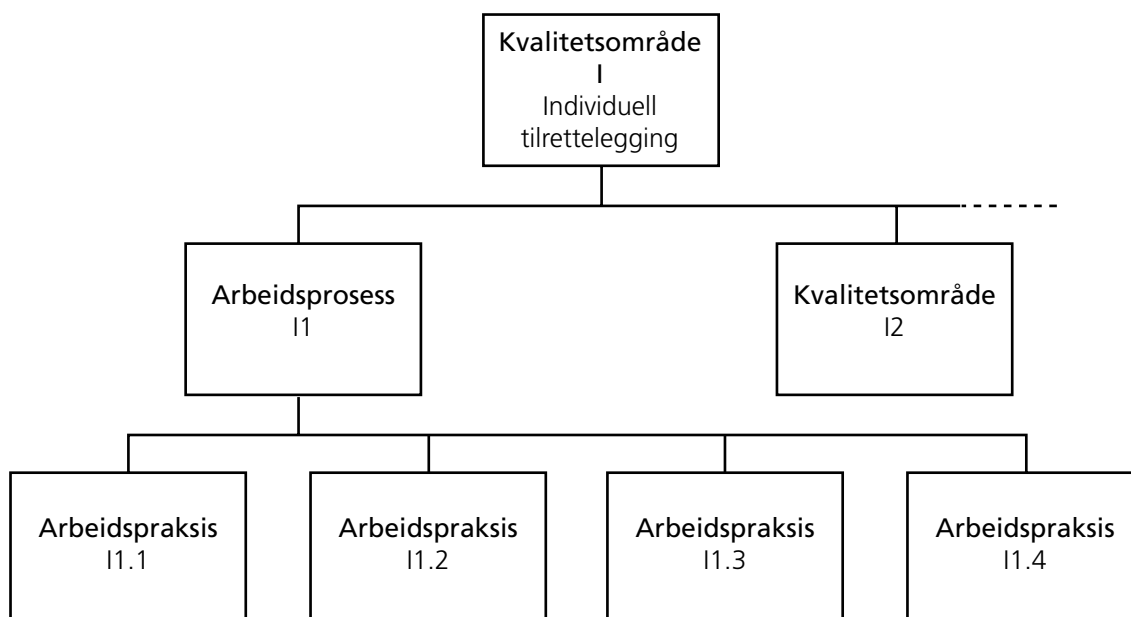 Kvalitetsområde
I
Individuell
tilrettelegging
Arbeidsprosess
I1
Kvalitetsområde
I2
Arbeidspraksis
I1.1
Arbeidspraksis
I1.2
Arbeidspraksis
I1.3
Arbeidspraksis
I1.4